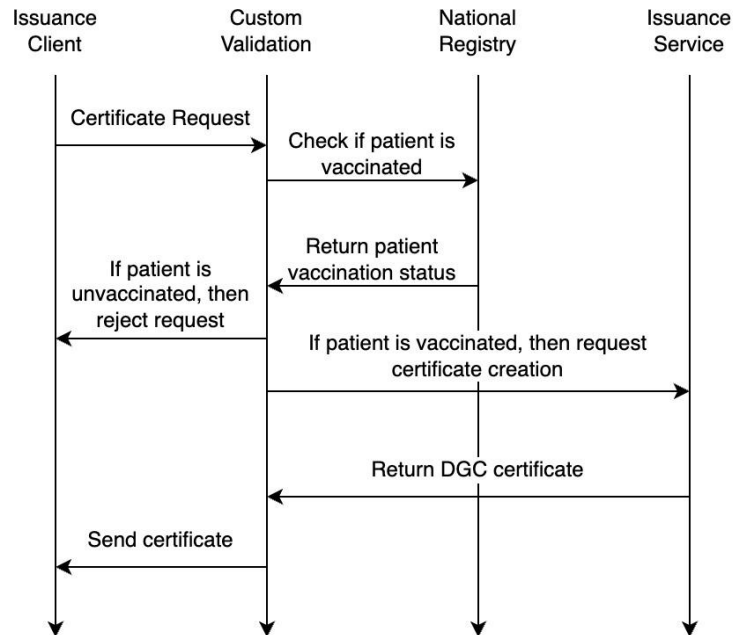 Issuance
Client
Custom
Validation
National
Registry
Issuance
Service
Certificate Request
Check if patient is
vaccinated
Return patient
vaccination status
If patient is
unvaccinated, then
reject request
If patient is vaccinated, then request
certificate creation
Return DGC certificate
Send certificate